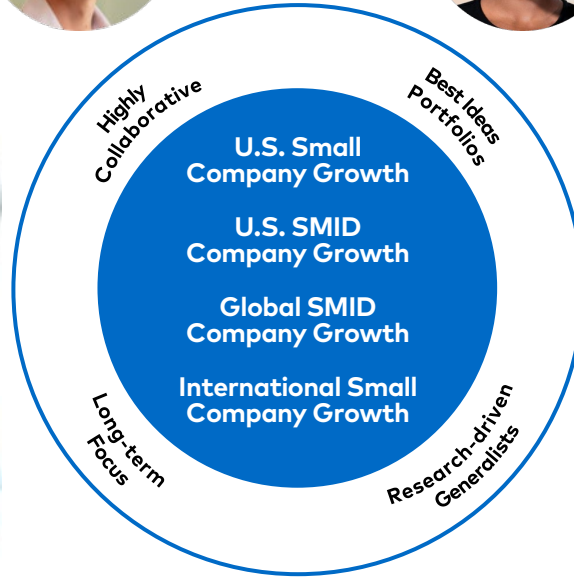 Highly
Collaborative
Best Ideas
Portfolios
U.S. Small
Company Growth
U.S. SMID
Company Growth
Global SMID
Company Growth
International Small
Company Growth
Long-term
Focus
Research-driven
Generalists